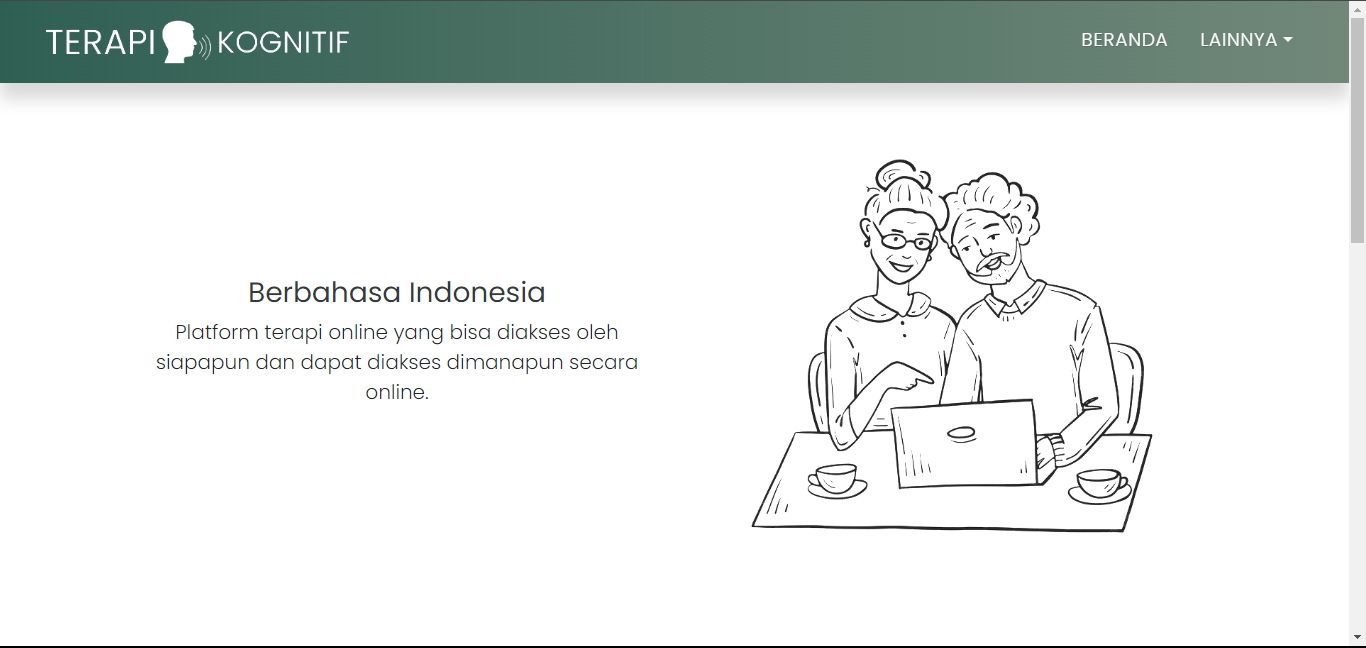 TERAPI KOGNITIF
BERANDA
LAINNYA
Berbahasa Indonesia
Platform terapi online yang bisa diakses oleh
siapapun dan dapat diakses dimanapun secara
online.